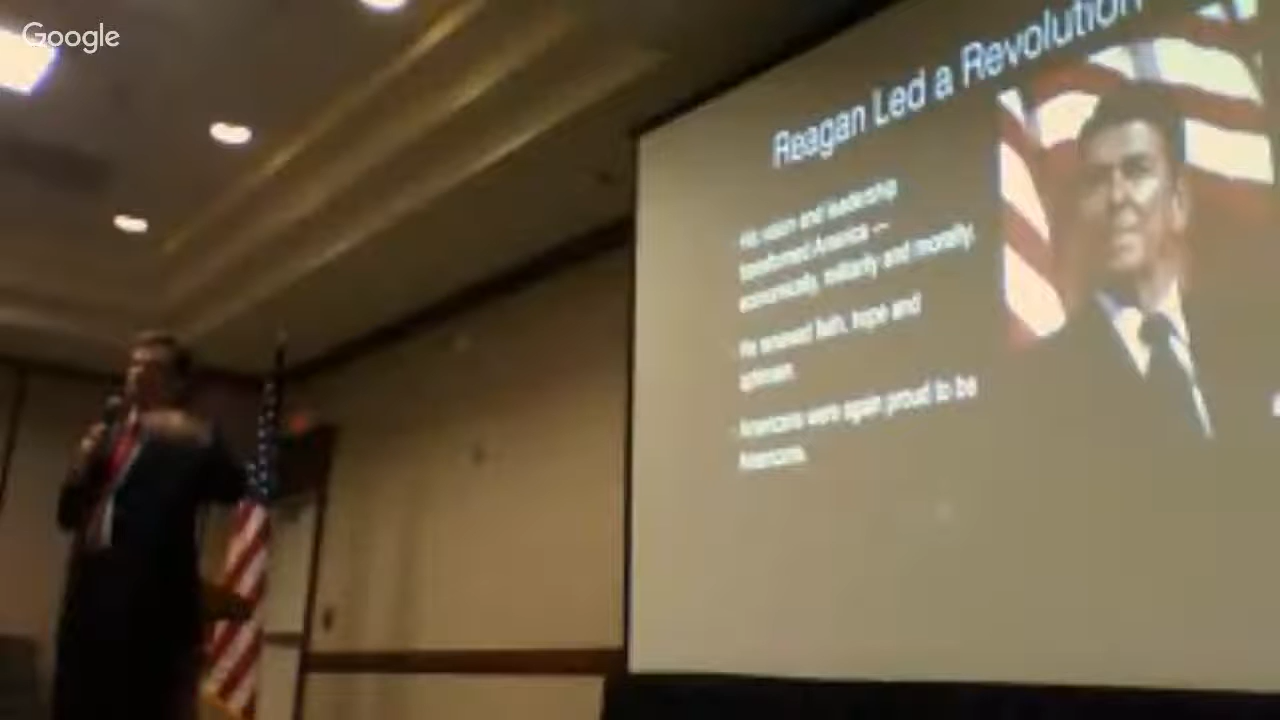 Google
Reagan Led a Revolution
His vision and leadership
transformed America —
economically, militarily and morally.
He renewed faith, hope and
optimism.
Americans were again proud to be
Americans.